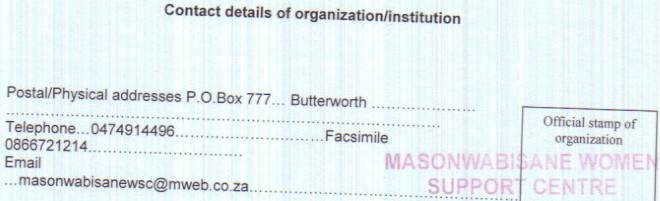 Contact details of organization/institution
Postal/Physical addresses P.O.Box 777... Butterworth ......................
..............................................................................................
Telephone...0474914496................................Facsimile
0866721214.................................
Email
...masonwabisanewsc@mweb.co.za..........................................................
Official stamp of
organization
MASONWABISANE WOMEN
SUPPORT CENTRE